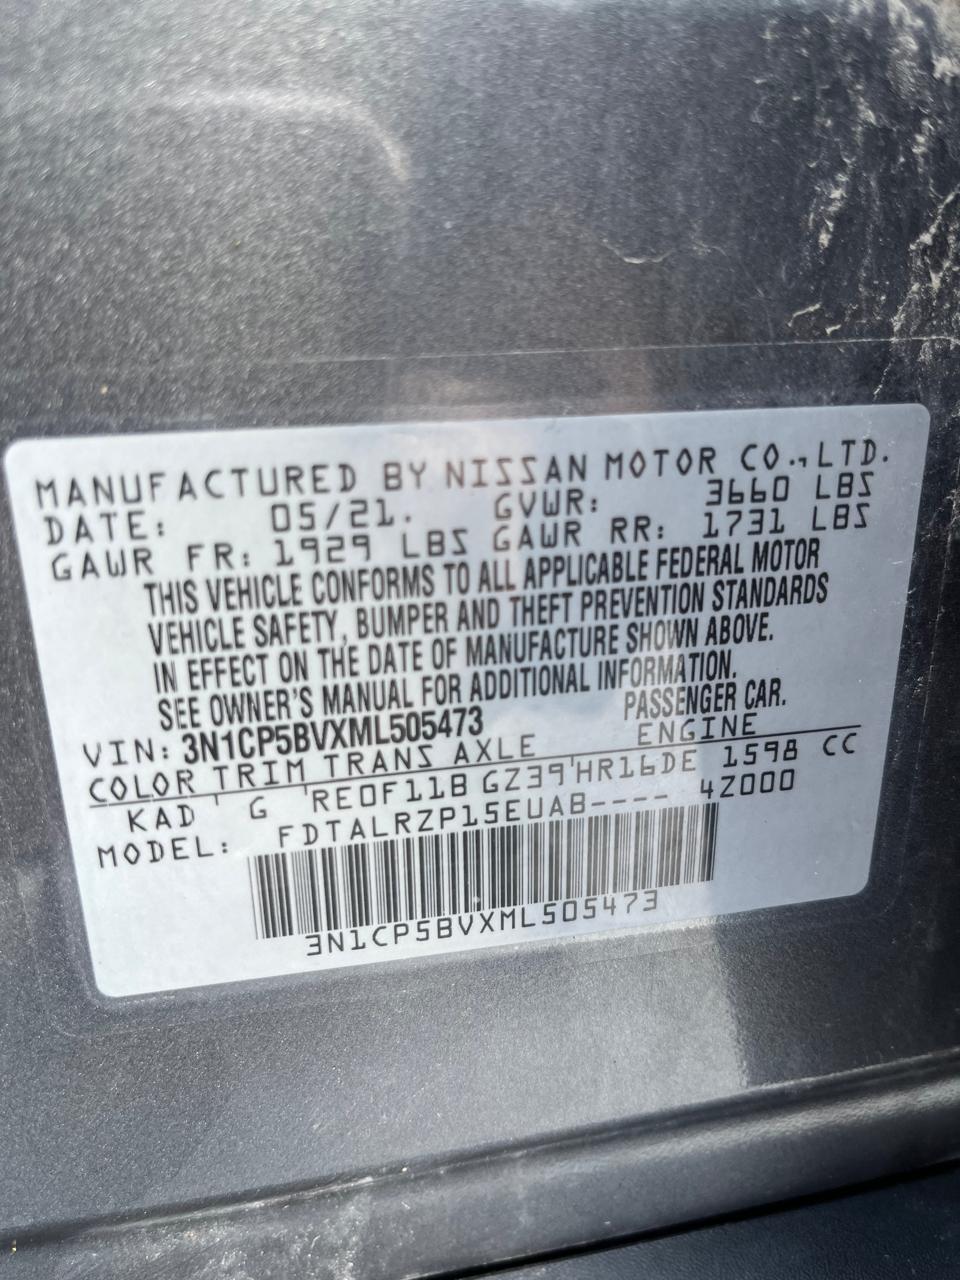 MANUFACTURED BY NISSAN MOTOR CO.,LTD.
DATE: 05/21. GVWR: 3660 LBS
GAWR FR: 1929 LBS GAWR RR: 1731 LBS
THIS VEHICLE CONFORMS TO ALL APPLICABLE FEDERAL MOTOR
VEHICLE SAFETY, BUMPER AND THEFT PREVENTION STANDARDS
IN EFFECT ON THE DATE OF MANUFACTURE SHOWN ABOVE.
SEE OWNER'S MANUAL FOR ADDITIONAL INFORMATION.
VIN: 3N1CP5BVXML505473 PASSENGER CAR.
COLOR TRIM TRANS AXLE ENGINE
KAD G RE0F11B GZ39 HR16DE 1598 CC
MODEL: FDTALRZP15EUAB---- 42000
3N1CP5BVXML505473